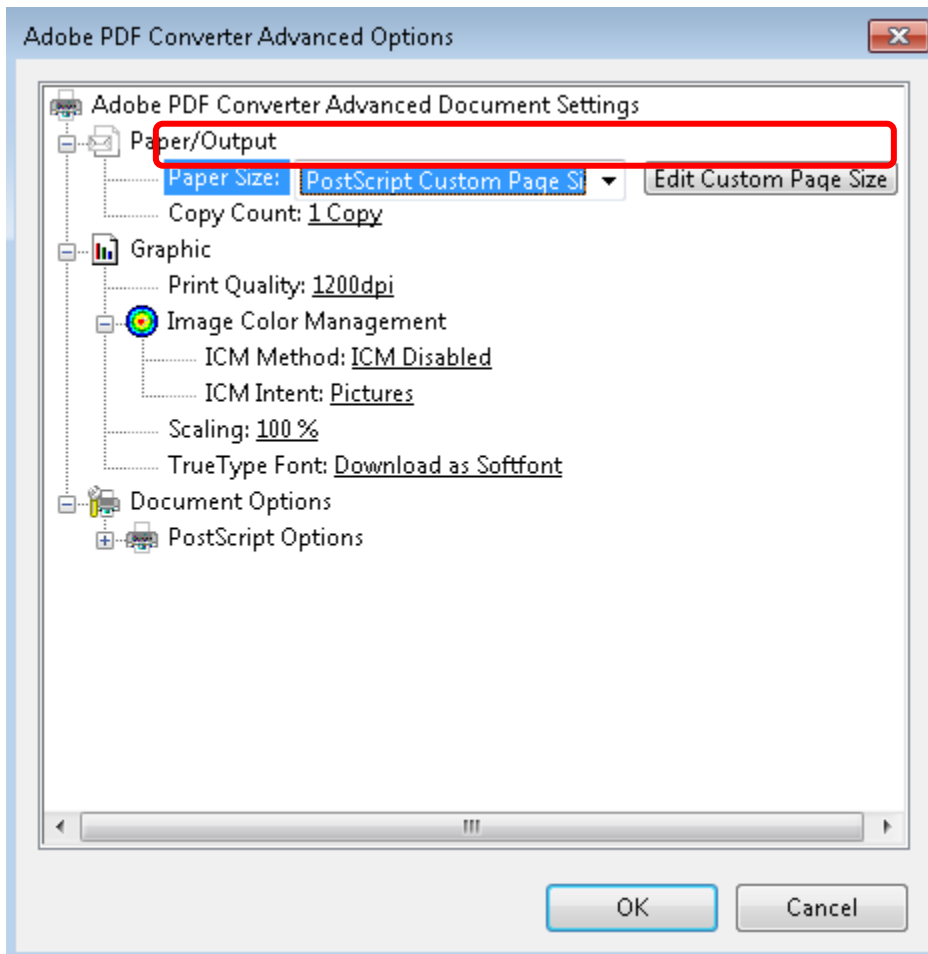 Adobe PDF Converter Advanced Options
Adobe PDF Converter Advanced Document Settings
Paper/Output
Paper Size: PostScript Custom Page Si Edit Custom Page Size
Copy Count: 1 Copy
Graphic
Print Quality: 1200dpi
Image Color Management
ICM Method: ICM Disabled
ICM Intent: Pictures
Scaling: 100 %
TrueType Font: Download as Softfont
Document Options
PostScript Options
OK Cancel